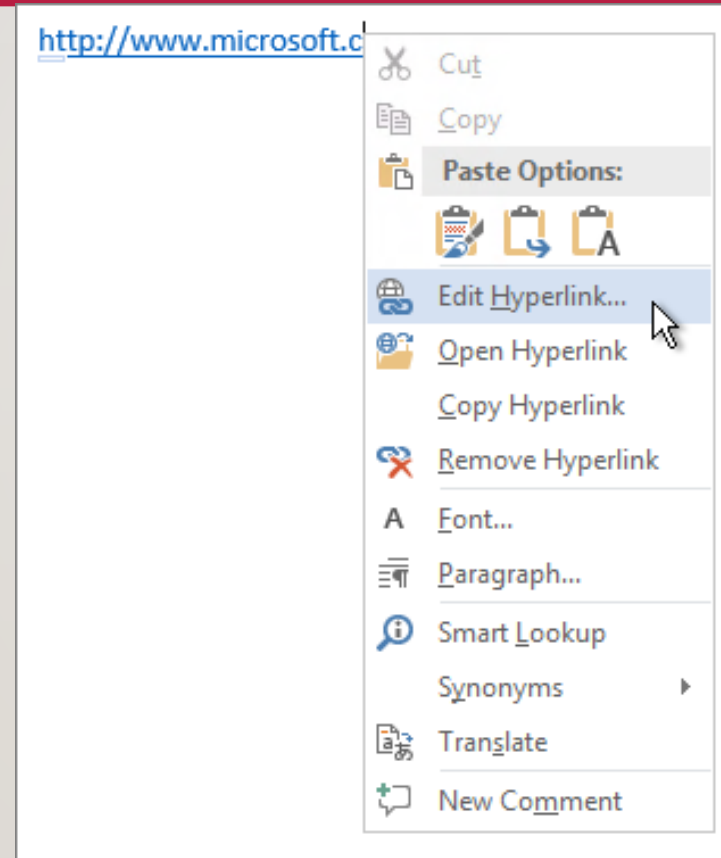 http://www.microsoft.c
Cut
Copy
Paste Options:
Edit Hyperlink...
Open Hyperlink
Copy Hyperlink
Remove Hyperlink
Font...
Paragraph...
Smart Lookup
Synonyms
Translate
New Comment